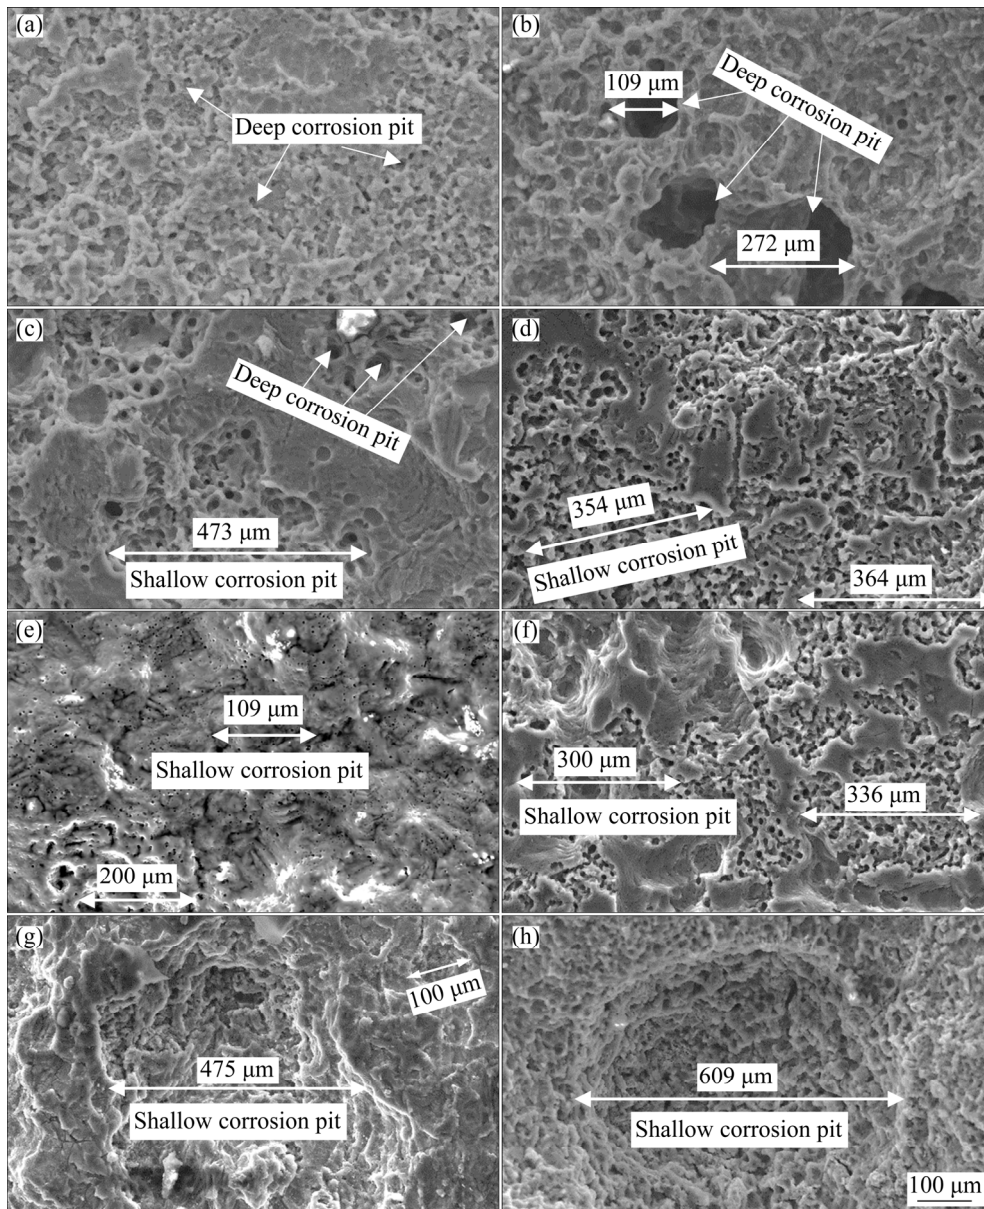 (a)
Deep corrosion pit
(b)
109 μm
Deep corrosion pit
272 μm
(c)
Deep corrosion pit
473 μm
Shallow corrosion pit
(d)
354 μm
Shallow corrosion pit
364 μm
(e)
109 μm
Shallow corrosion pit
200 μm
(f)
300 μm
Shallow corrosion pit
336 μm
(g)
100 μm
475 μm
Shallow corrosion pit
(h)
609 μm
Shallow corrosion pit
100 μm